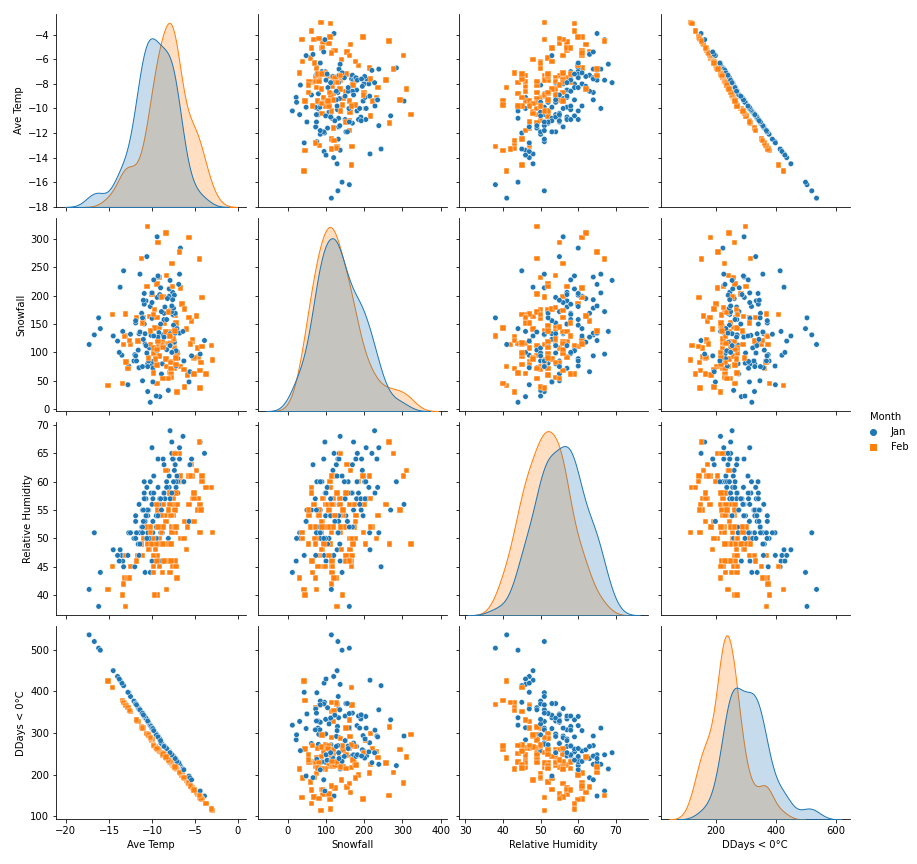 Ave Temp
−4
−6
−8
−10
−12
−14
−16
−18
Snowfall
300
250
200
150
100
50
0
Relative Humidity
70
65
60
55
50
45
40
DDays < 0°C
500
400
300
200
100
−20 −15 −10 −5 0
Ave Temp
0 100 200 300 400
Snowfall
30 40 50 60 70
Relative Humidity
200 400 600
DDays < 0°C
Month
Jan
Feb